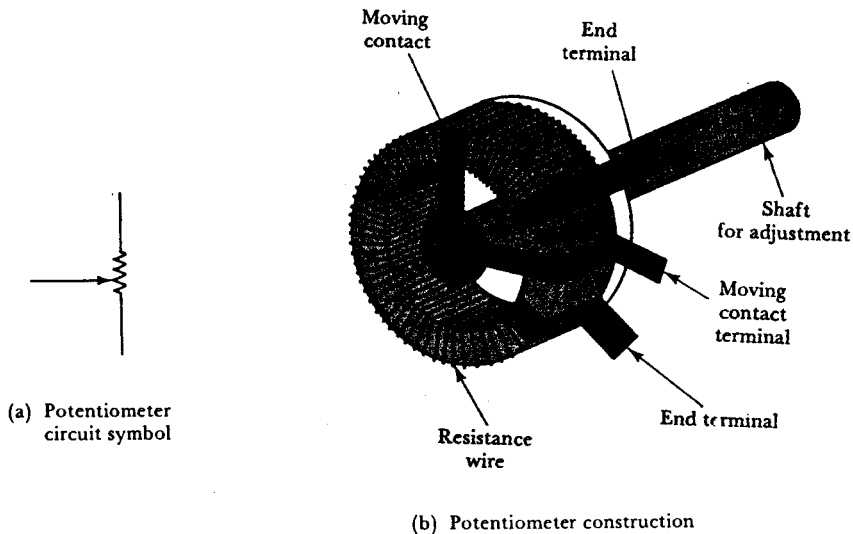 Moving
contact
End
terminal
Shaft
for adjustment
Moving
contact
terminal
End terminal
Resistance
wire
(a) Potentiometer
circuit symbol
(b) Potentiometer construction